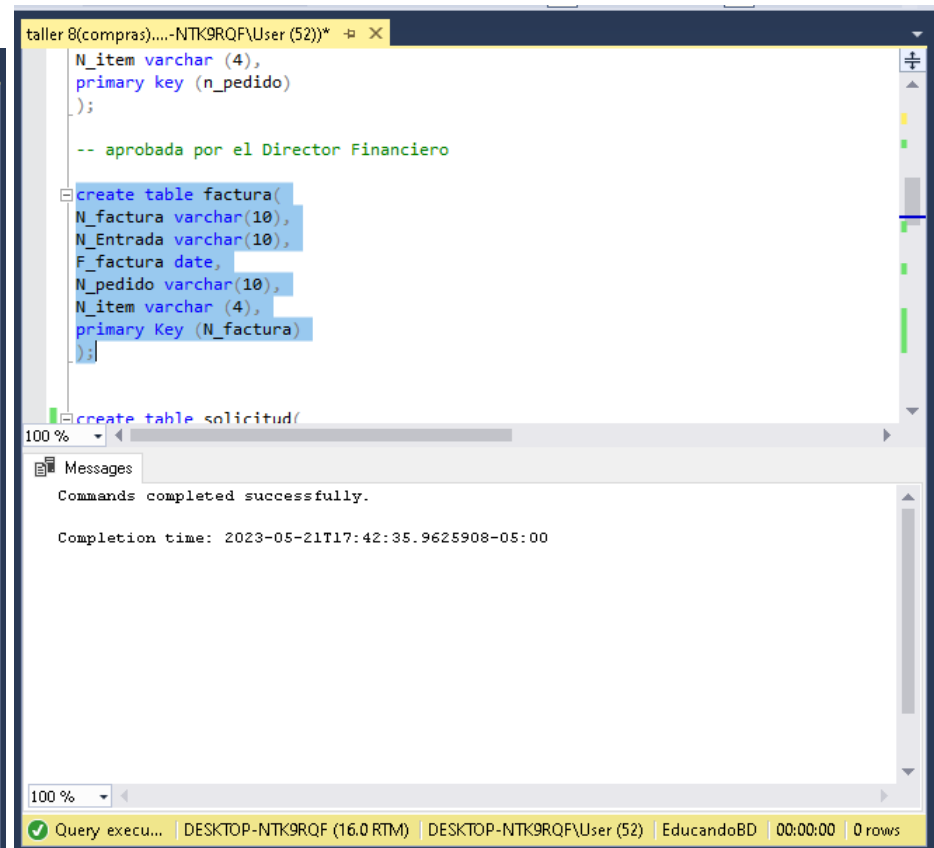 taller 8(compras)....-NTK9RQF\User (52))*
N_item varchar (4),
primary key (n_pedido)
);
-- aprobada por el Director Financiero
create table factura(
N_factura varchar(10),
N_Entrada varchar(10),
F_factura date,
N_pedido varchar(10),
N_item varchar (4),
primary Key (N_factura)
);
create table solicitud(
100 %
Messages
Commands completed successfully.
Completion time: 2023-05-21T17:42:35.9625908-05:00
100 %
Query execu... DESKTOP-NTK9RQF (16.0 RTM) DESKTOP-NTK9RQF\User (52) EducandoBD 00:00:00 0 rows